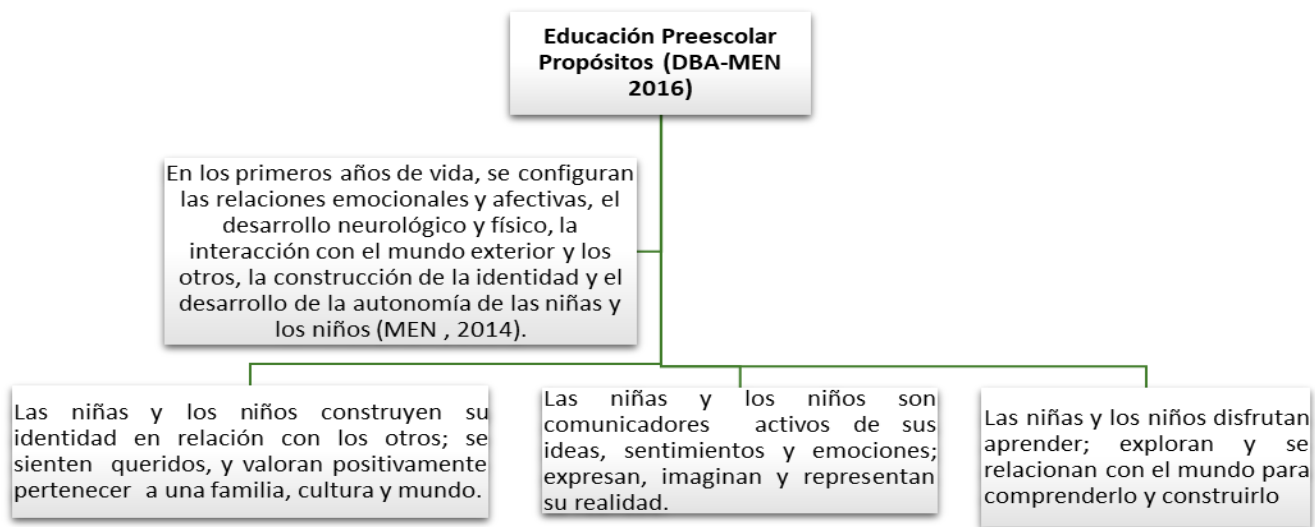 Educación Preescolar
Propósitos (DBA-MEN
2016)
En los primeros años de vida, se configuran
las relaciones emocionales y afectivas, el
desarrollo neurológico y físico, la
interacción con el mundo exterior y los
otros, la construcción de la identidad y el
desarrollo de la autonomía de las niñas y
los niños (MEN , 2014).
Las niñas y los niños construyen su
identidad en relación con los otros; se
sienten queridos, y valoran positivamente
pertenecer a una familia, cultura y mundo.
Las niñas y los niños son
comunicadores activos de sus
ideas, sentimientos y emociones;
expresan, imaginan y representan
su realidad.
Las niñas y los niños disfrutan
aprender; exploran y se
relacionan con el mundo para
comprenderlo y construirlo